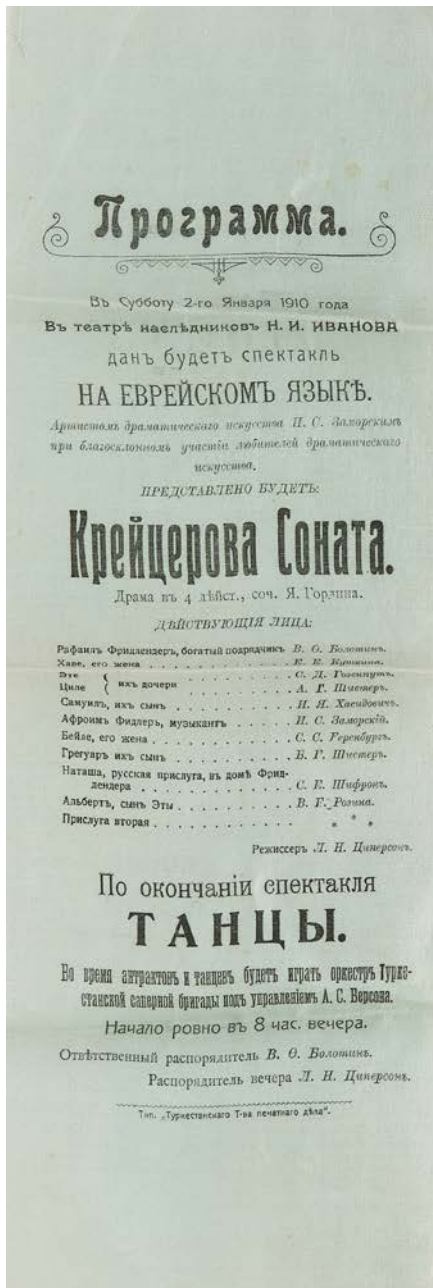 Программа.
Въ Субботу 2-го Января 1910 года
Въ театрѣ наслѣдниковъ Н. И. ИВАНОВА
данъ будетъ спектакль
НА ЕВРЕЙСКОМЪ ЯЗЫКѢ.
Артистомъ драматическаго искусства И. С. Заморскимъ
при благосклонномъ участіи любителей драматическаго
искусства.
ПРЕДСТАВЛЕНО БУДЕТЪ:
Крейцерова Соната.
Драма въ 4 дѣйст., соч. Я. Гордина.
ДѢЙСТВУЮЩІЯ ЛИЦА:
Рафаилъ Фридлендеръ, богатый подрядчикъ В. О. Болотинъ.
Хаве, его жена . . . . . . . . . . . Е. Е.
Эте { ихъ дочери . . . . . . . . . . С. Д.
Циле { А. Г. Шистеръ.
Самуилъ, ихъ сынъ . . . . . . . . . И. Я. Хаевдовичъ.
Афроимъ Фидлеръ, музыкантъ . . . . И. С. Заморскій.
Бейле, его жена . . . . . . . . . . . С. С. Геренбургъ.
Грегуаръ ихъ сынъ . . . . . . . . . . Б. Г. Шистеръ.
Наташа, русская прислуга, въ домѣ Фрид-
лендера . . . . . . . . . . . . С. Е. Шифронъ.
Альбертъ, сынъ Эты . . . . . . . . . В. Г. Розина.
Прислуга вторая . . . . . . . . . . . * * *
Режиссеръ Л. Н. Циперсонъ.
По окончаніи спектакля
ТАНЦЫ.
Во время антрактовъ и танцевъ будетъ играть оркестръ Турке-
станской саперной бригады подъ управленіемъ А. С. Версона.
Начало ровно въ 8 час. вечера.
Отвѣтственный распорядитель В. О. Болотинъ.
Распорядитель вечера Л. Н. Циперсонъ.
Тип. „Туркестанскаго Т-ва печатнаго дѣла".